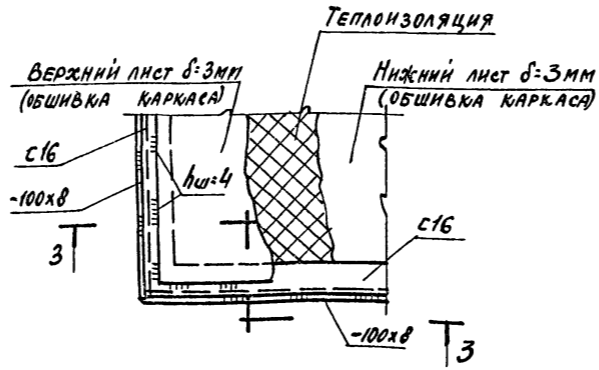 Теплоизоляция
Верхний лист δ=3мм
(обшивка каркаса)
Нижний лист δ=3мм
(обшивка каркаса)
с16
hш=4
-100х8
3
с16
-100х8
3